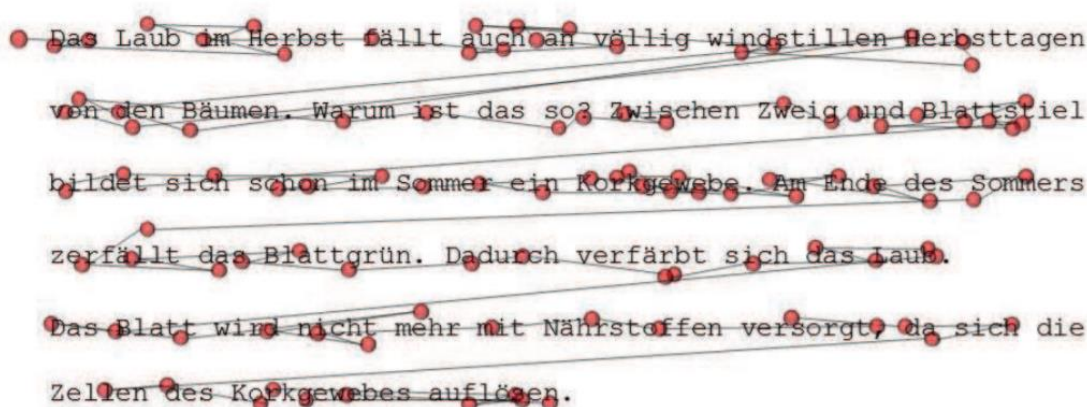 Das Laub im Herbst fällt auch an völlig windstillen Herbsttagen
von den Bäumen. Warum ist das so? Zwischen Zweig und Blattstiel
bildet sich schon im Sommer ein Korkgewebe. Am Ende des Sommers
zerfällt das Blattgrün. Dadurch verfärbt sich das Laub.
Das Blatt wird nicht mehr mit Nährstoffen versorgt, da sich die
Zellen des Korkgewebes auflösen.